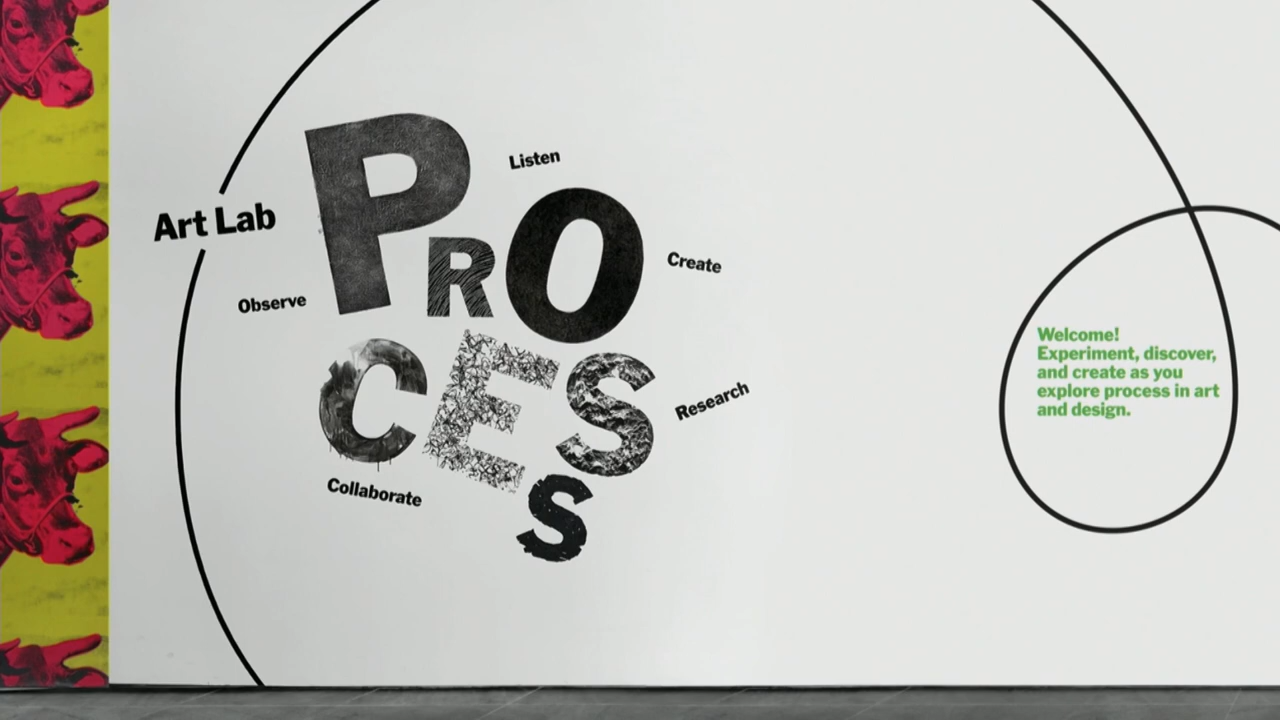 Art Lab
PRO
CESS
Listen
Create
Observe
Research
Collaborate
Welcome!
Experiment, discover,
and create as you
explore process in art
and design.